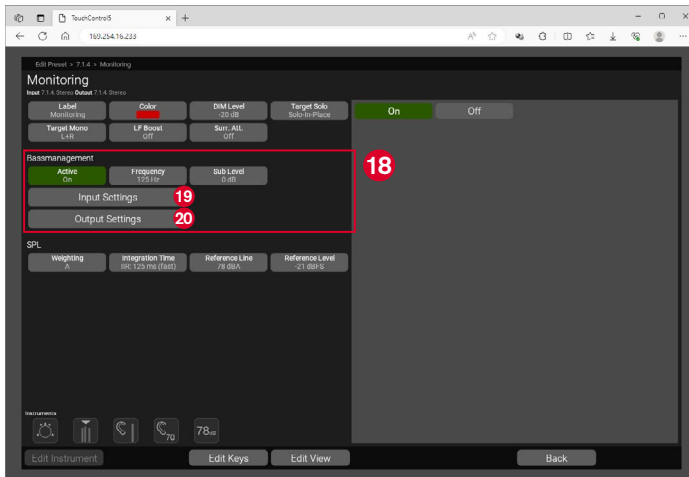 TouchControl5
169.254.16.233
Edit Preset > 7.1.4 > Monitoring
Monitoring
Input 7.1.4, Stereo Output 7.1.4, Stereo
Label Color DIM Level Target Solo
Monitoring -20 dB Solo-In-Place
Target Mono LF Boost Surr. Att.
L+R Off Off
On Off
Bassmanagement
18
Active Frequency Sub Level
On 125 Hz 0 dB
Input Settings 19
Output Settings 20
SPL
Weighting Integration Time Reference Line Reference Level
A IIR: 125 ms (fast) 78 dBA -21 dBFS
Instruments
70 78dB
Edit Instrument Edit Keys Edit View Back